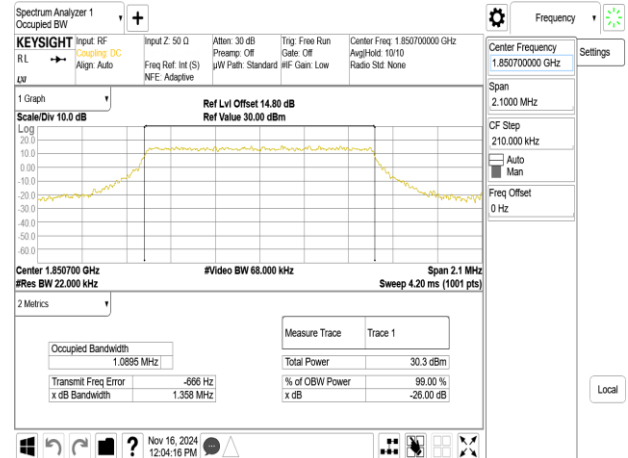 Spectrum Analyzer 1
Occupied BW
Frequency
KEYSIGHT
Input: RF
Coupling: DC
Align: Auto
Input Z: 50 Ω
Freq Ref: Int (S)
NFE: Adaptive
Atten: 30 dB
Preamp: Off
µW Path: Standard
Trig: Free Run
Gate: Off
#IF Gain: Low
Center Freq: 1.850700000 GHz
Avg|Hold: 10/10
Radio Std: None
RL
LXI
Center Frequency
1.850700000 GHz
Settings
Span
2.1000 MHz
CF Step
210.000 kHz
Auto
Man
Freq Offset
0 Hz
1 Graph
Ref Lvl Offset 14.80 dB
Scale/Div 10.0 dB
Ref Value 30.00 dBm
Log
20.0
10.0
0.00
-10.0
-20.0
-30.0
-40.0
-50.0
-60.0
Center 1.850700 GHz
#Video BW 68.000 kHz
Span 2.1 MHz
#Res BW 22.000 kHz
Sweep 4.20 ms (1001 pts)
2 Metrics
Measure Trace
Trace 1
Occupied Bandwidth
1.0895 MHz
Total Power
30.3 dBm
Transmit Freq Error
-666 Hz
% of OBW Power
99.00 %
x dB Bandwidth
1.358 MHz
x dB
-26.00 dB
Local
?
Nov 16, 2024
12:04:16 PM